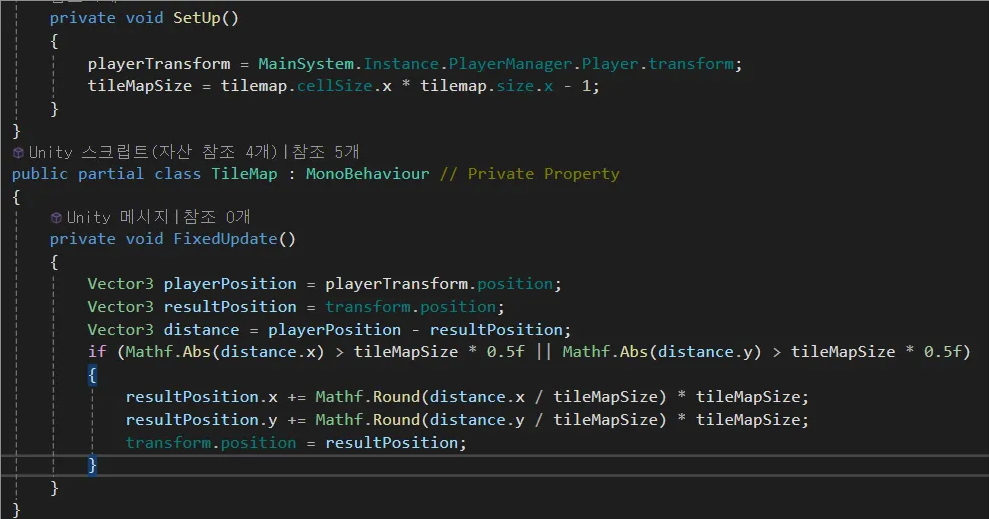 private void SetUp()
{
playerTransform = MainSystem.Instance.PlayerManager.Player.transform;
tileMapSize = tilemap.cellSize.x * tilemap.size.x - 1;
}
}
Unity 스크립트(자산 참조 4개)|참조 5개
public partial class TileMap : MonoBehaviour // Private Property
{
Unity 메시지|참조 0개
private void FixedUpdate()
{
Vector3 playerPosition = playerTransform.position;
Vector3 resultPosition = transform.position;
Vector3 distance = playerPosition - resultPosition;
if (Mathf.Abs(distance.x) > tileMapSize * 0.5f || Mathf.Abs(distance.y) > tileMapSize * 0.5f)
{
resultPosition.x += Mathf.Round(distance.x / tileMapSize) * tileMapSize;
resultPosition.y += Mathf.Round(distance.y / tileMapSize) * tileMapSize;
transform.position = resultPosition;
}
}
}